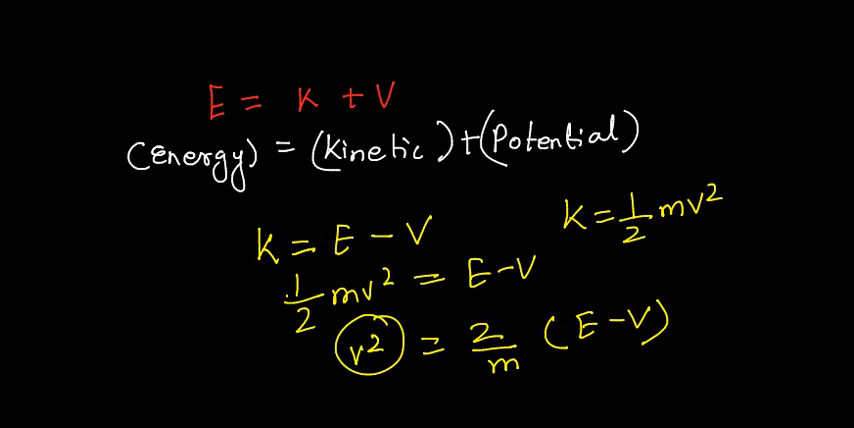 E = K + V
(Energy) = (Kinetic) + (Potential)
K = 1/2 mv²
K = E - V
1/2 mv² = E - V
v² = 2/m (E - V)